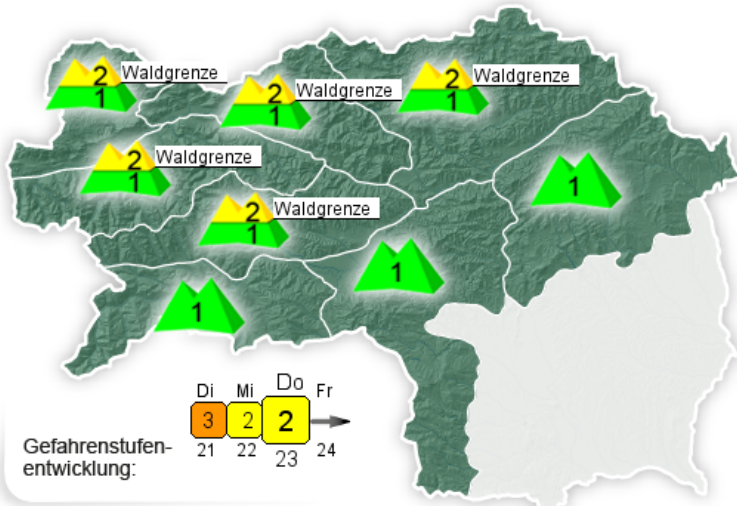 2 Waldgrenze
1
2 Waldgrenze
1
2 Waldgrenze
1
2 Waldgrenze
1
1
2 Waldgrenze
1
1
1
Di Mi Do Fr
3 2 2
21 22 23 24
Gefahrenstufen-
entwicklung: